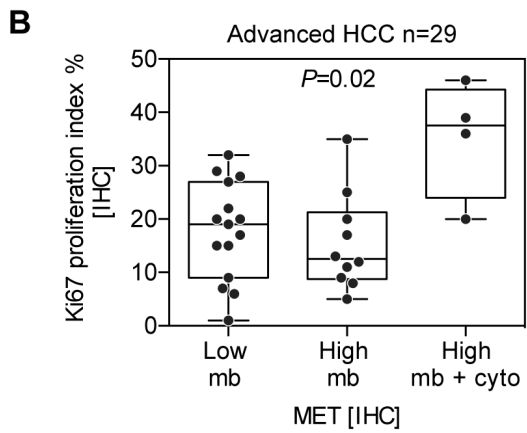 B
Advanced HCC n=29
P=0.02
Ki67 proliferation index %
[IHC]
50
40
30
20
10
0
Low
mb
High
mb
High
mb + cyto
MET [IHC]